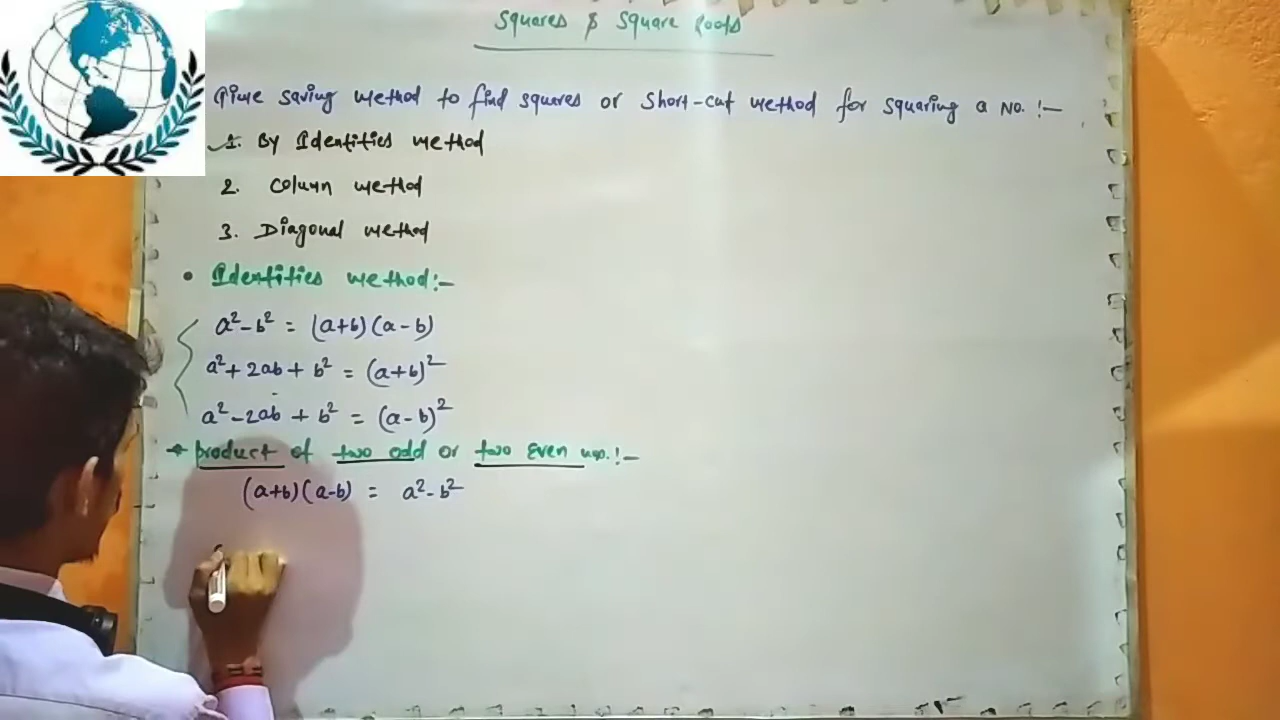 Squares & Square Roots
Time saving method to find squares or Short-cut method for squaring a No. :-
1. By Identities method
2. Column method
3. Diagonal method
• Identities method:-
a² - b² = (a+b) (a-b)
a² + 2ab + b² = (a+b)²
a² - 2ab + b² = (a-b)²
→ product of two odd or two Even no. :-
(a+b)(a-b) = a² - b²